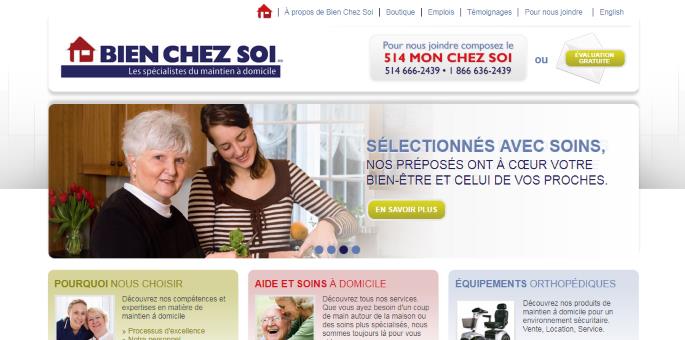 À propos de Bien Chez Soi | Boutique | Emplois | Témoignages | Pour nous joindre | English
BIEN CHEZ SOI
Les spécialistes du maintien à domicile
Pour nous joindre composez le
514 MON CHEZ SOI
514 666-2439 • 1 866 636-2439
ou
ÉVALUATION
GRATUITE
SÉLECTIONNÉS AVEC SOINS,
NOS PRÉPOSÉS ONT À CŒUR VOTRE
BIEN-ÊTRE ET CELUI DE VOS PROCHES.
EN SAVOIR PLUS
POURQUOI NOUS CHOISIR
Découvrez nos compétences et
expertises en matière de
maintien à domicile
» Processus d'excellence
» Notre personnel
AIDE ET SOINS À DOMICILE
Découvrez tous nos services.
Que vous ayez besoin d'un coup
de main autour de la maison ou
des soins plus spécialisés, nous
sommes toujours là pour vous
ÉQUIPEMENTS ORTHOPÉDIQUES
Découvrez nos produits de
maintien à domicile pour un
environnement sécuritaire.
Vente, Location, Service.